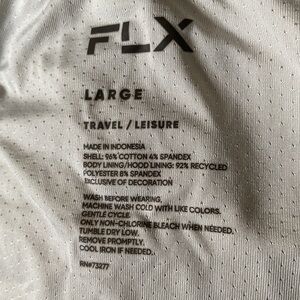 FLX
LARGE
TRAVEL / LEISURE
MADE IN INDONESIA
SHELL: 96% COTTON 4% SPANDEX
BODY LINING/HOOD LINING: 92% RECYCLED
POLYESTER 8% SPANDEX
EXCLUSIVE OF DECORATION
WASH BEFORE WEARING.
MACHINE WASH COLD WITH LIKE COLORS.
GENTLE CYCLE.
ONLY NON-CHLORINE BLEACH WHEN NEEDED.
TUMBLE DRY LOW.
REMOVE PROMPTLY.
COOL IRON IF NEEDED.
RN#73277